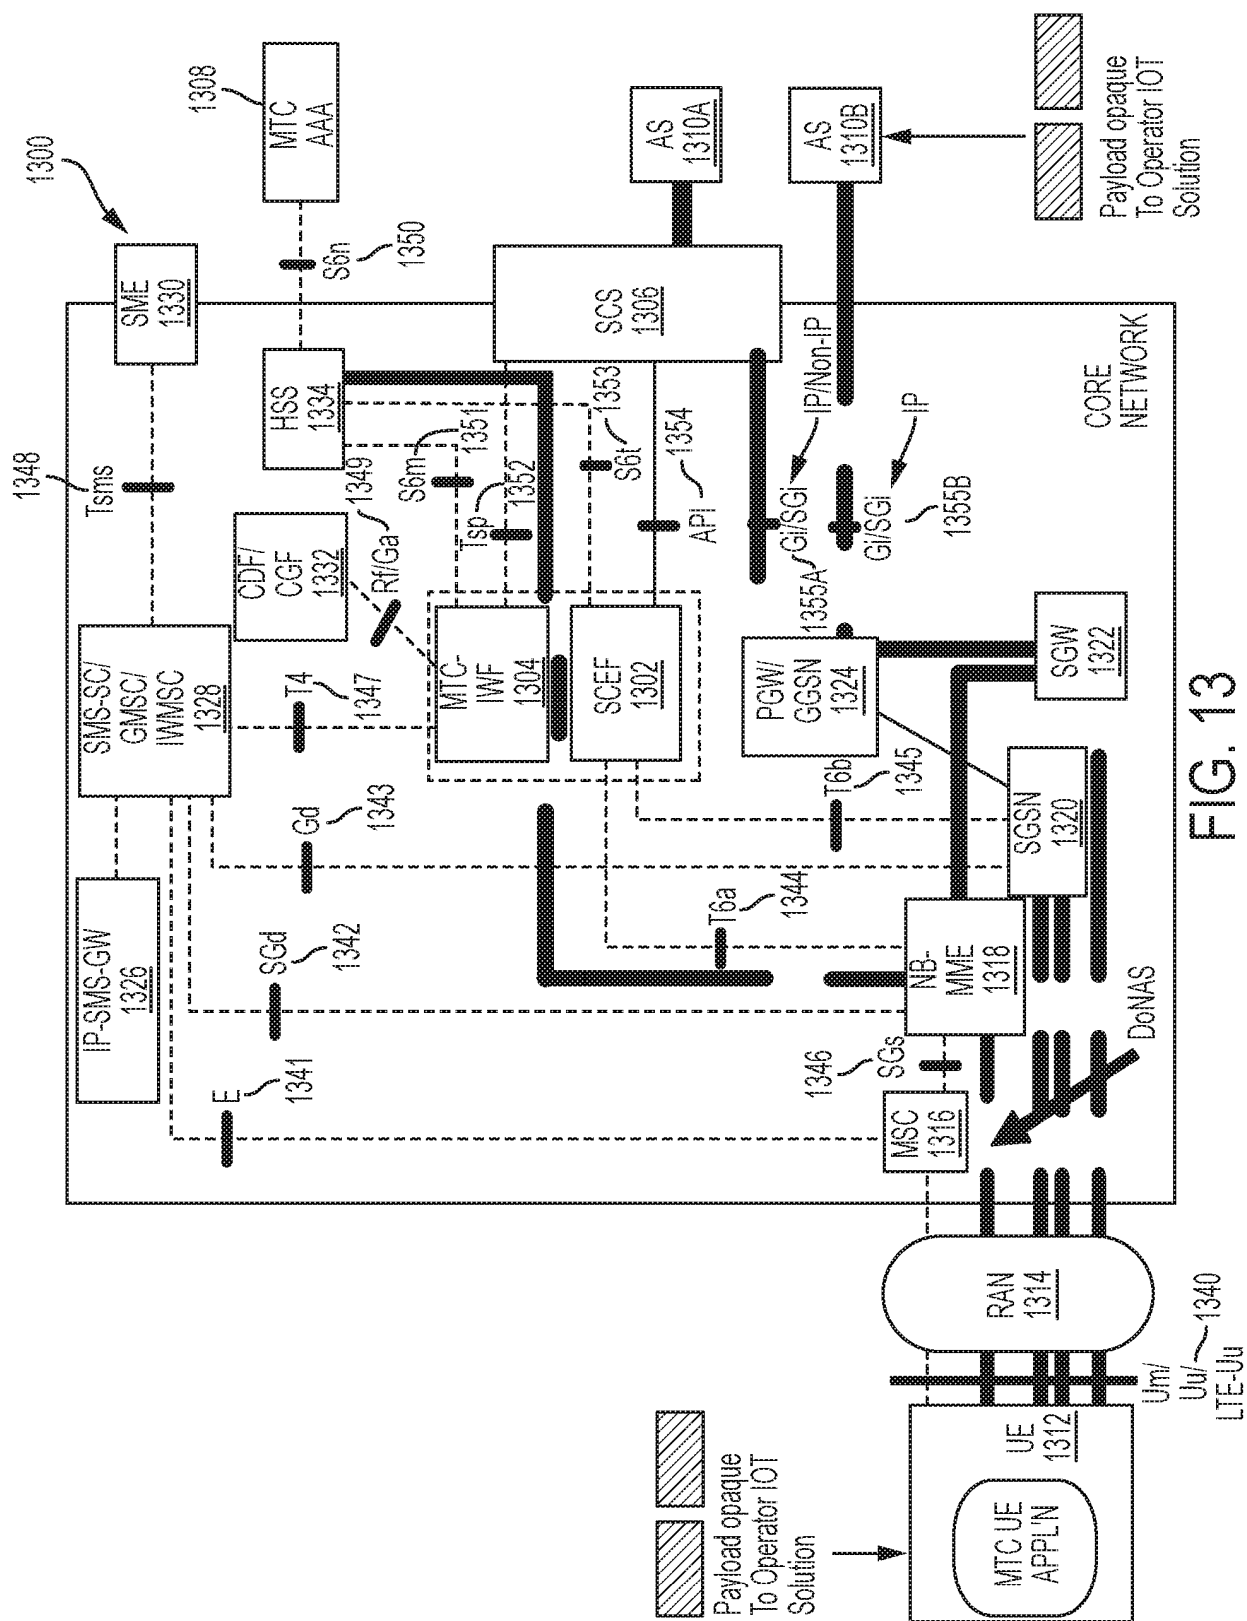 1300
1308
MTC
AAA
SME
1330
S6n
1350
1348
Tsms
HSS
1334
SCS
1306
AS
1310A
AS
1310B
Payload opaque
To Operator IOT
Solution
CDF/
CGF
1332
1349
Rf/Ga
S6m
1351
Tsp
1352
S6t
1353
API
1354
IP/Non-IP
Gi/SGi
1355A
IP
Gi/SGi
1355B
CORE
NETWORK
SMS-SC/
GMSC/
IWMSC
1328
T4
1347
MTC-
IWF
1304
SCEF
1302
PGW/
GGSN
1324
SGW
1322
IP-SMS-GW
1326
Gd
1343
SGd
1342
E
1341
T6a
1344
T6b
1345
SGSN
1320
NB-
MME
1318
1346
SGs
MSC
1316
DoNAS
RAN
1314
Um/
Uu/
LTE-Uu
1340
UE
1312
MTC UE
APPL'N
Payload opaque
To Operator IOT
Solution
FIG. 13